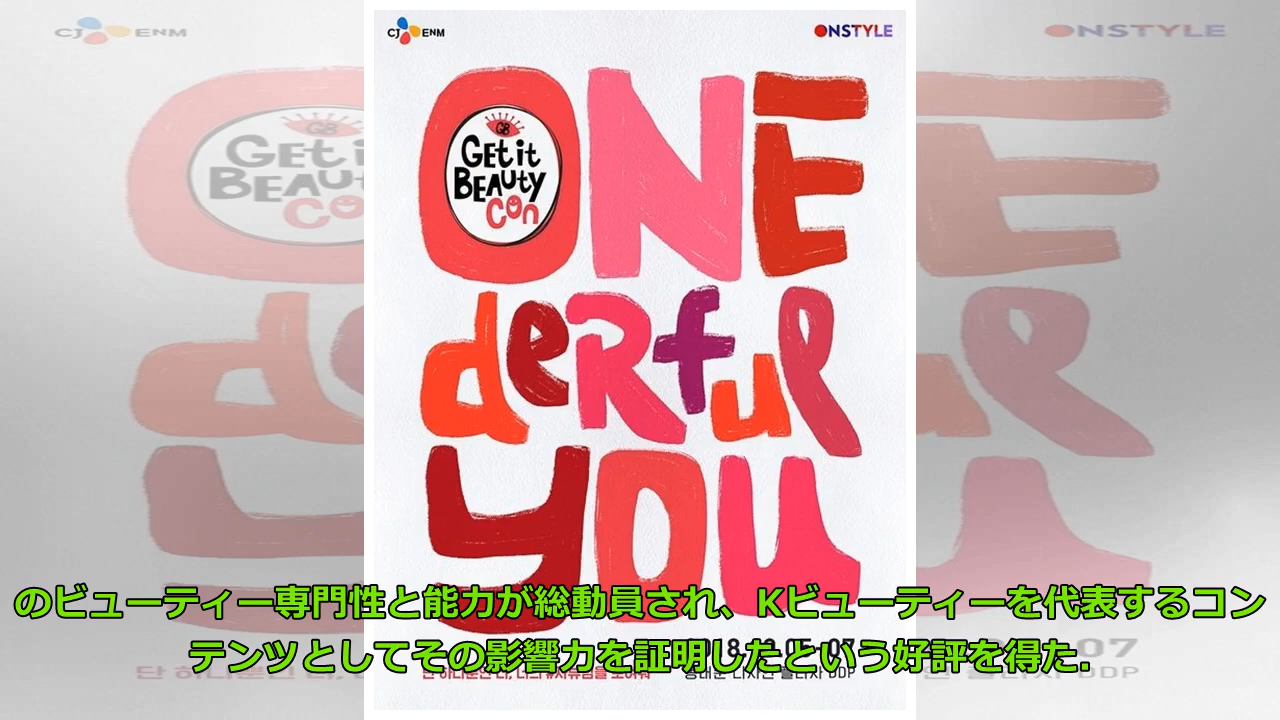 CJ ENM
ONSTYLE
ONE
GEt it
BEAUty
Con
deRful
you
のビューティー専門性と能力が総動員され、Kビューティーを代表するコン
テンツとしてその影響力を証明したという好評を得た.